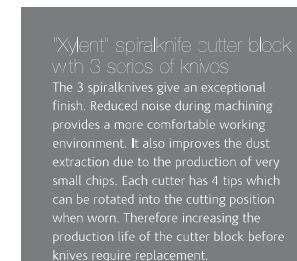 "Xylent" spiralknife cutter block
with 3 series of knives
The 3 spiralknives give an exceptional
finish. Reduced noise during machining
provides a more comfortable working
environment. It also improves the dust
extraction due to the production of very
small chips. Each cutter has 4 tips which
can be rotated into the cutting position
when worn. Therefore increasing the
production life of the cutter block before
knives require replacement.